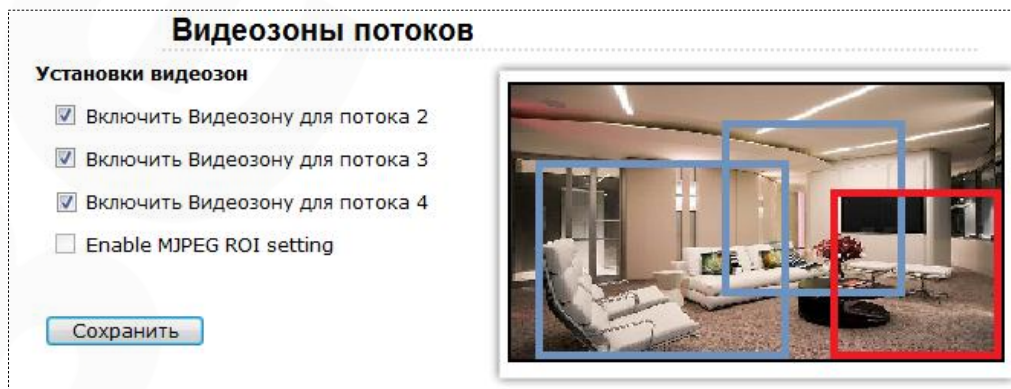 Видеозоны потоков
Установки видеозон
Включить Видеозону для потока 2
Включить Видеозону для потока 3
Включить Видеозону для потока 4
Enable MJPEG ROI setting
Сохранить